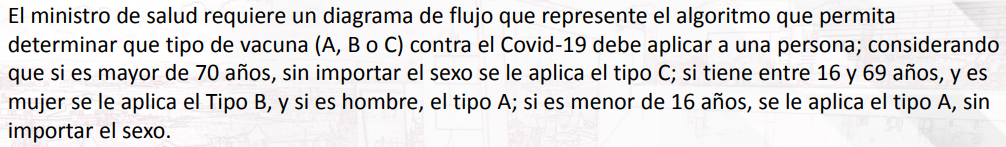 El ministro de salud requiere un diagrama de flujo que represente el algoritmo que permita
determinar que tipo de vacuna (A, B o C) contra el Covid-19 debe aplicar a una persona; considerando
que si es mayor de 70 años, sin importar el sexo se le aplica el tipo C; si tiene entre 16 y 69 años, y es
mujer se le aplica el Tipo B, y si es hombre, el tipo A; si es menor de 16 años, se le aplica el tipo A, sin
importar el sexo.